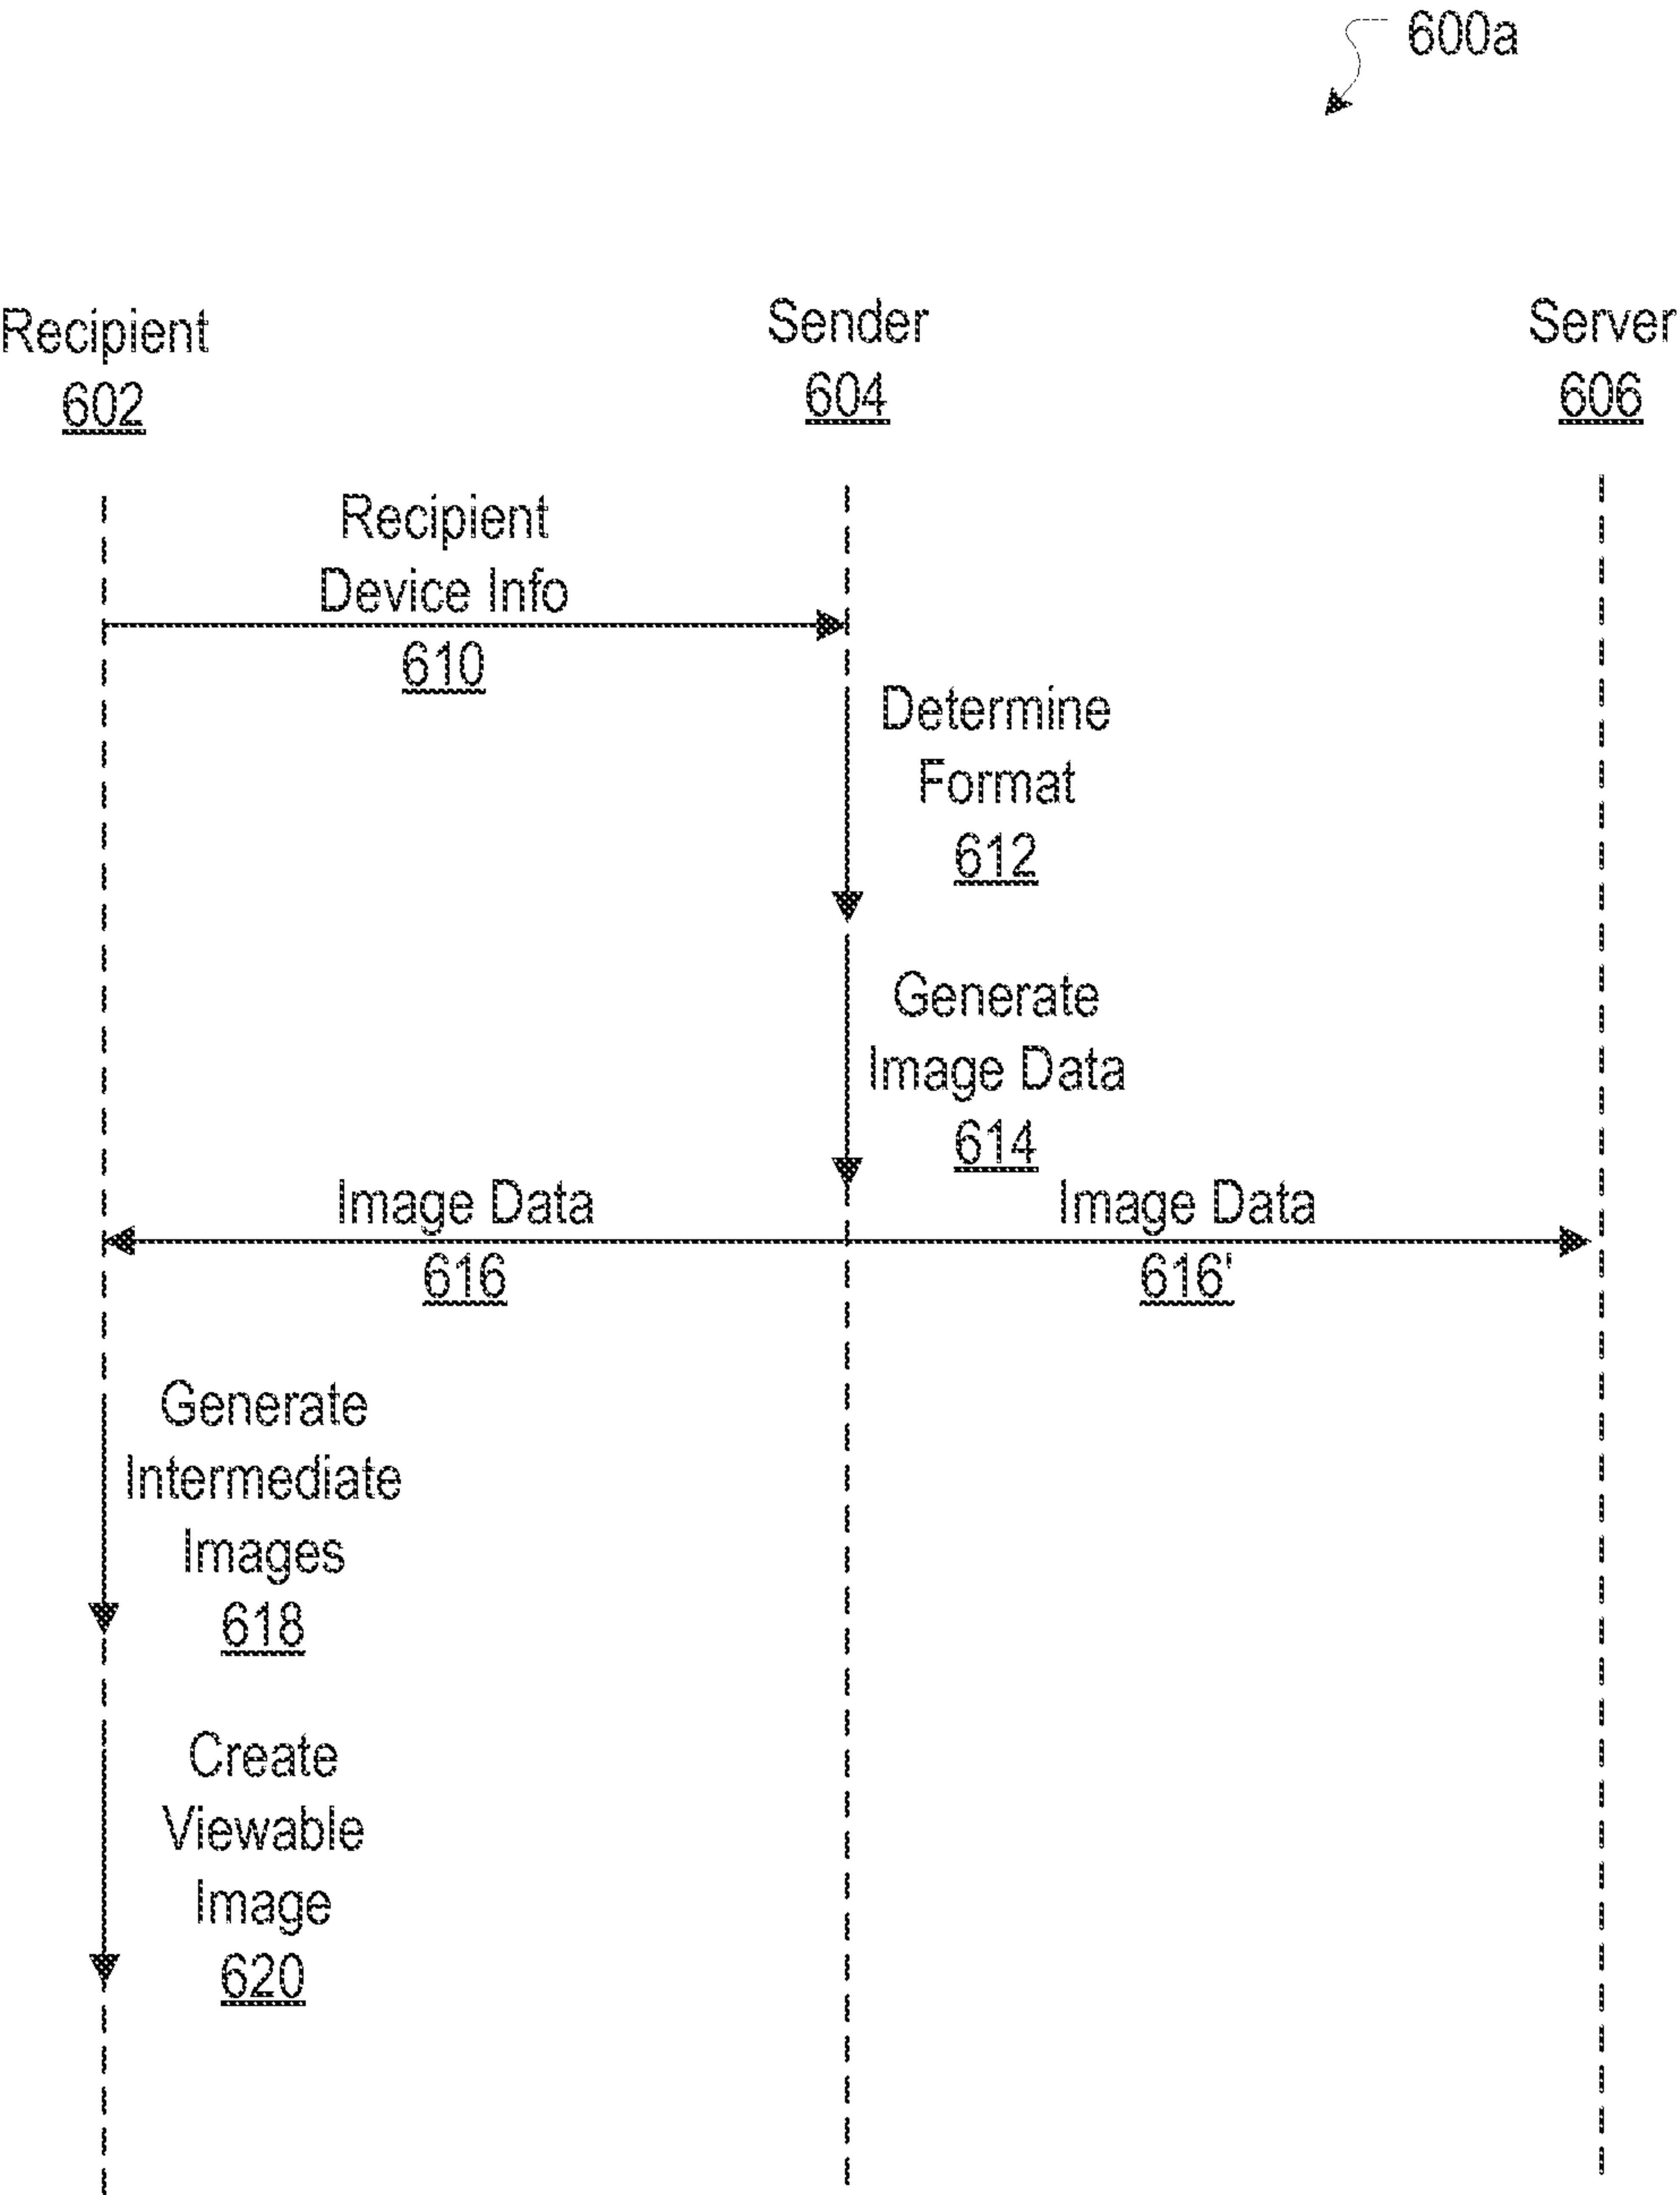 600a
Recipient
602
Sender
604
Server
606
Recipient
Device Info
610
Determine
Format
612
Generate
Image Data
614
Image Data
616
Image Data
616'
Generate
Intermediate
Images
618
Create
Viewable
Image
620